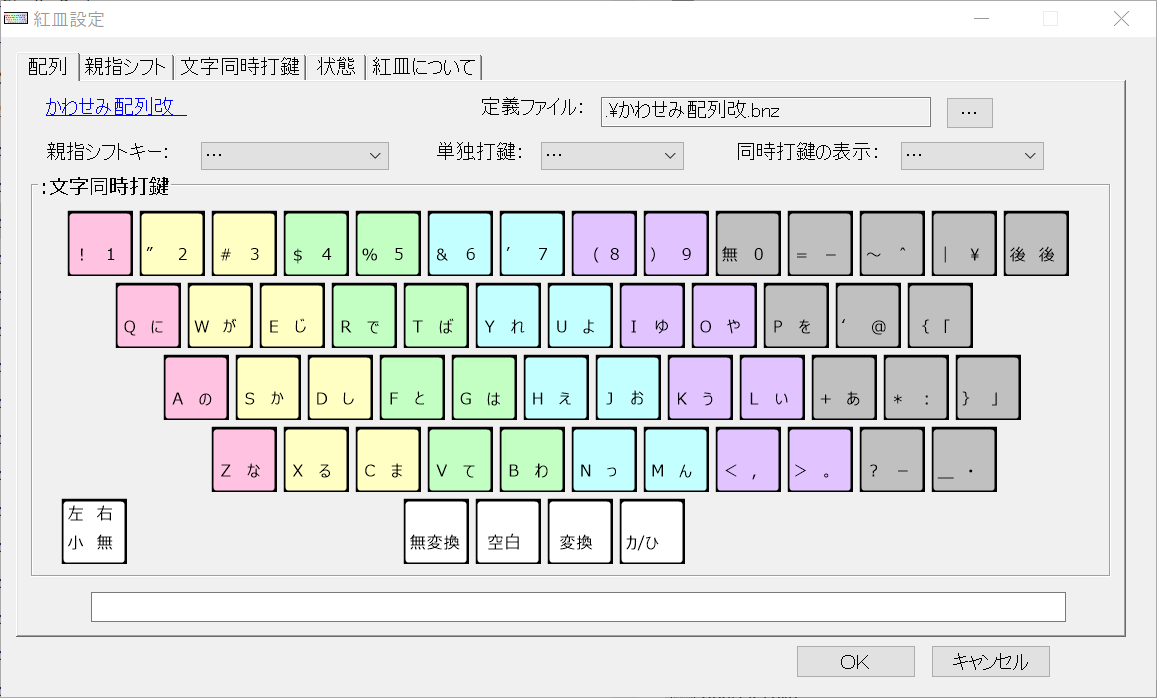 紅皿設定
配列 親指シフト 文字同時打鍵 状態 紅皿について
かわせみ配列改 定義ファイル: .¥かわせみ配列改.bnz ...
親指シフトキー: ... 単独打鍵: ... 同時打鍵の表示: ...
:文字同時打鍵
! 1 ” 2 # 3 $ 4 % 5 & 6 ’ 7 ( 8 ) 9 無 0 = − ～ ＾ | ¥ 後 後
Q に W が E じ R で T ば Y れ U よ I ゆ O や P を ‘ @ { 「
A の S か D し F と G は H え J お K う L い + あ * : } 」
Z な X る C ま V て B わ N っ M ん < , > 。 ? − ＿ ・
左 右
小 無 無変換 空白 変換 カ/ひ
OK キャンセル